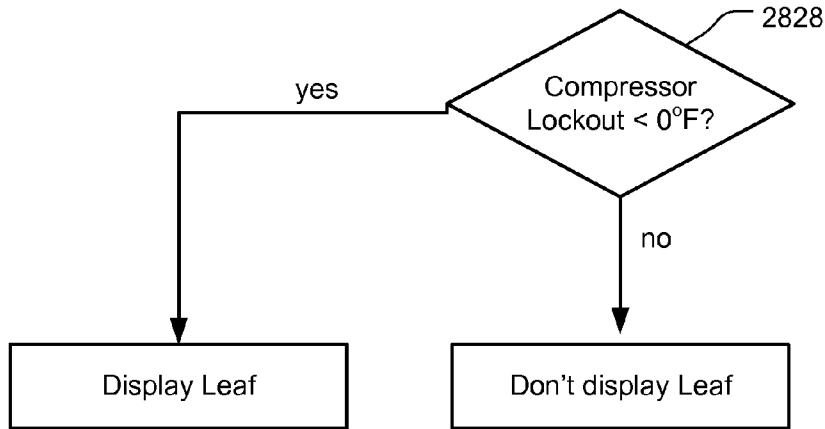 2828
Compressor
Lockout < 0°F?
yes
no
Display Leaf
Don't display Leaf